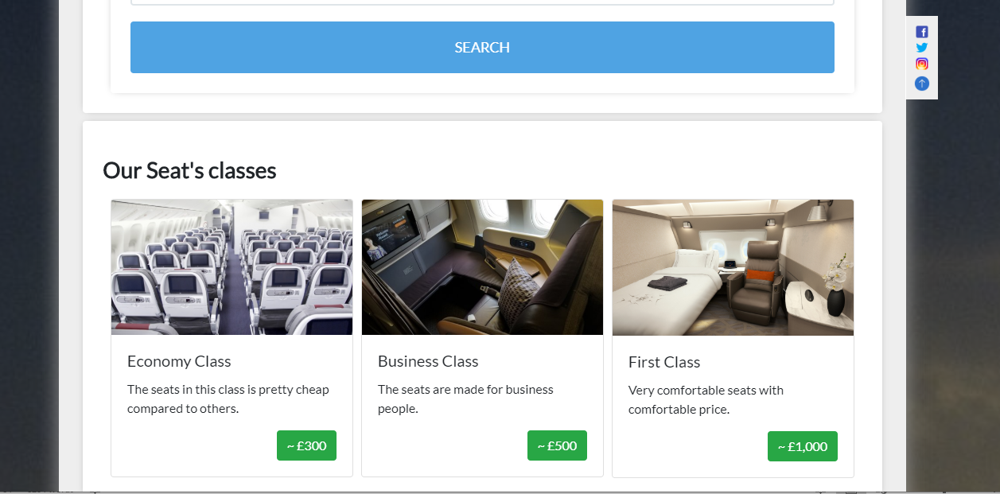 SEARCH
Our Seat's classes
Economy Class
The seats in this class is pretty cheap
compared to others.
~ £300
Business Class
The seats are made for business
people.
~ £500
First Class
Very comfortable seats with
comfortable price.
~ £1,000